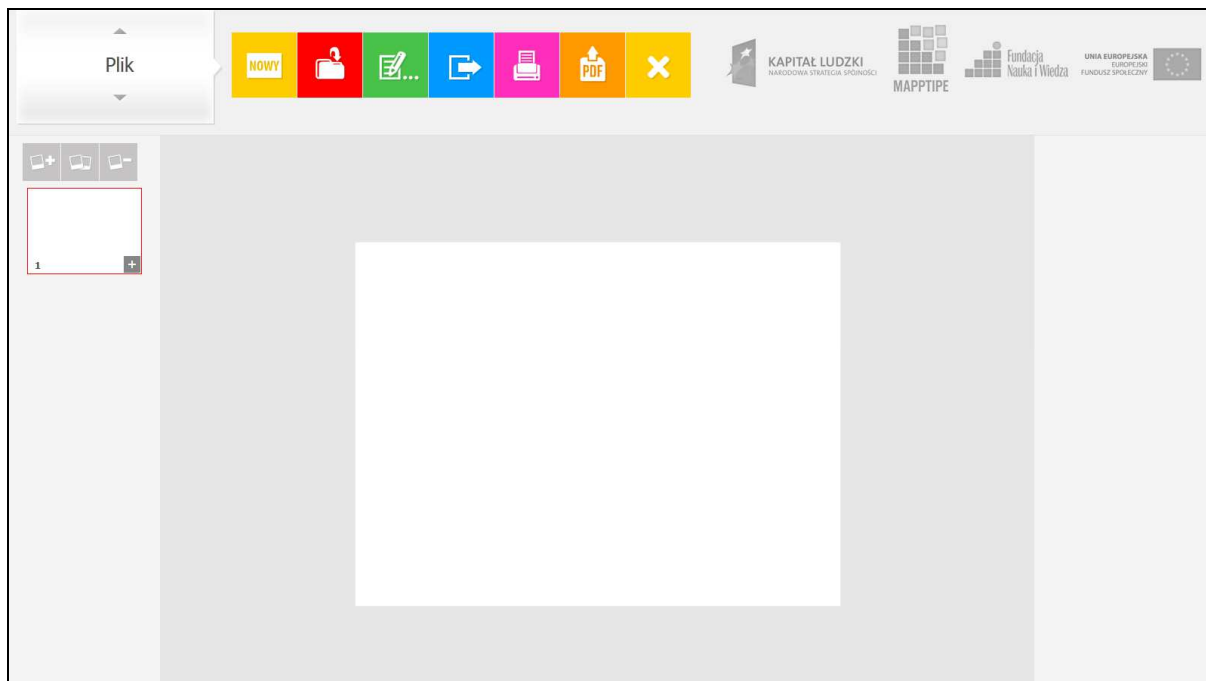 Plik
NOWY
PDF
KAPITAŁ LUDZKI
NARODOWA STRATEGIA SPÓJNOŚCI
MAPPTIPE
Fundacja
Nauka i Wiedza
UNIA EUROPEJSKA
EUROPEJSKI
FUNDUSZ SPOŁECZNY
1